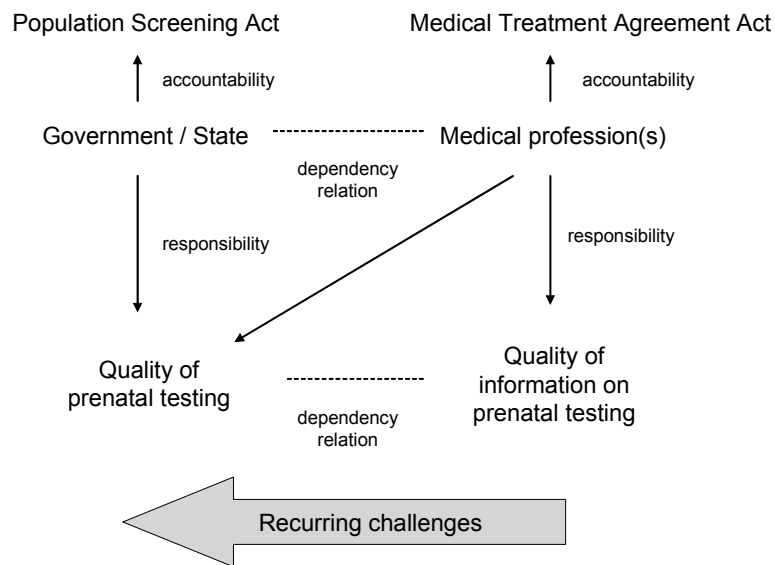 Population Screening Act
Medical Treatment Agreement Act
accountability
accountability
Government / State
Medical profession(s)
dependency
relation
responsibility
responsibility
Quality of
prenatal testing
Quality of
information on
prenatal testing
dependency
relation
Recurring challenges